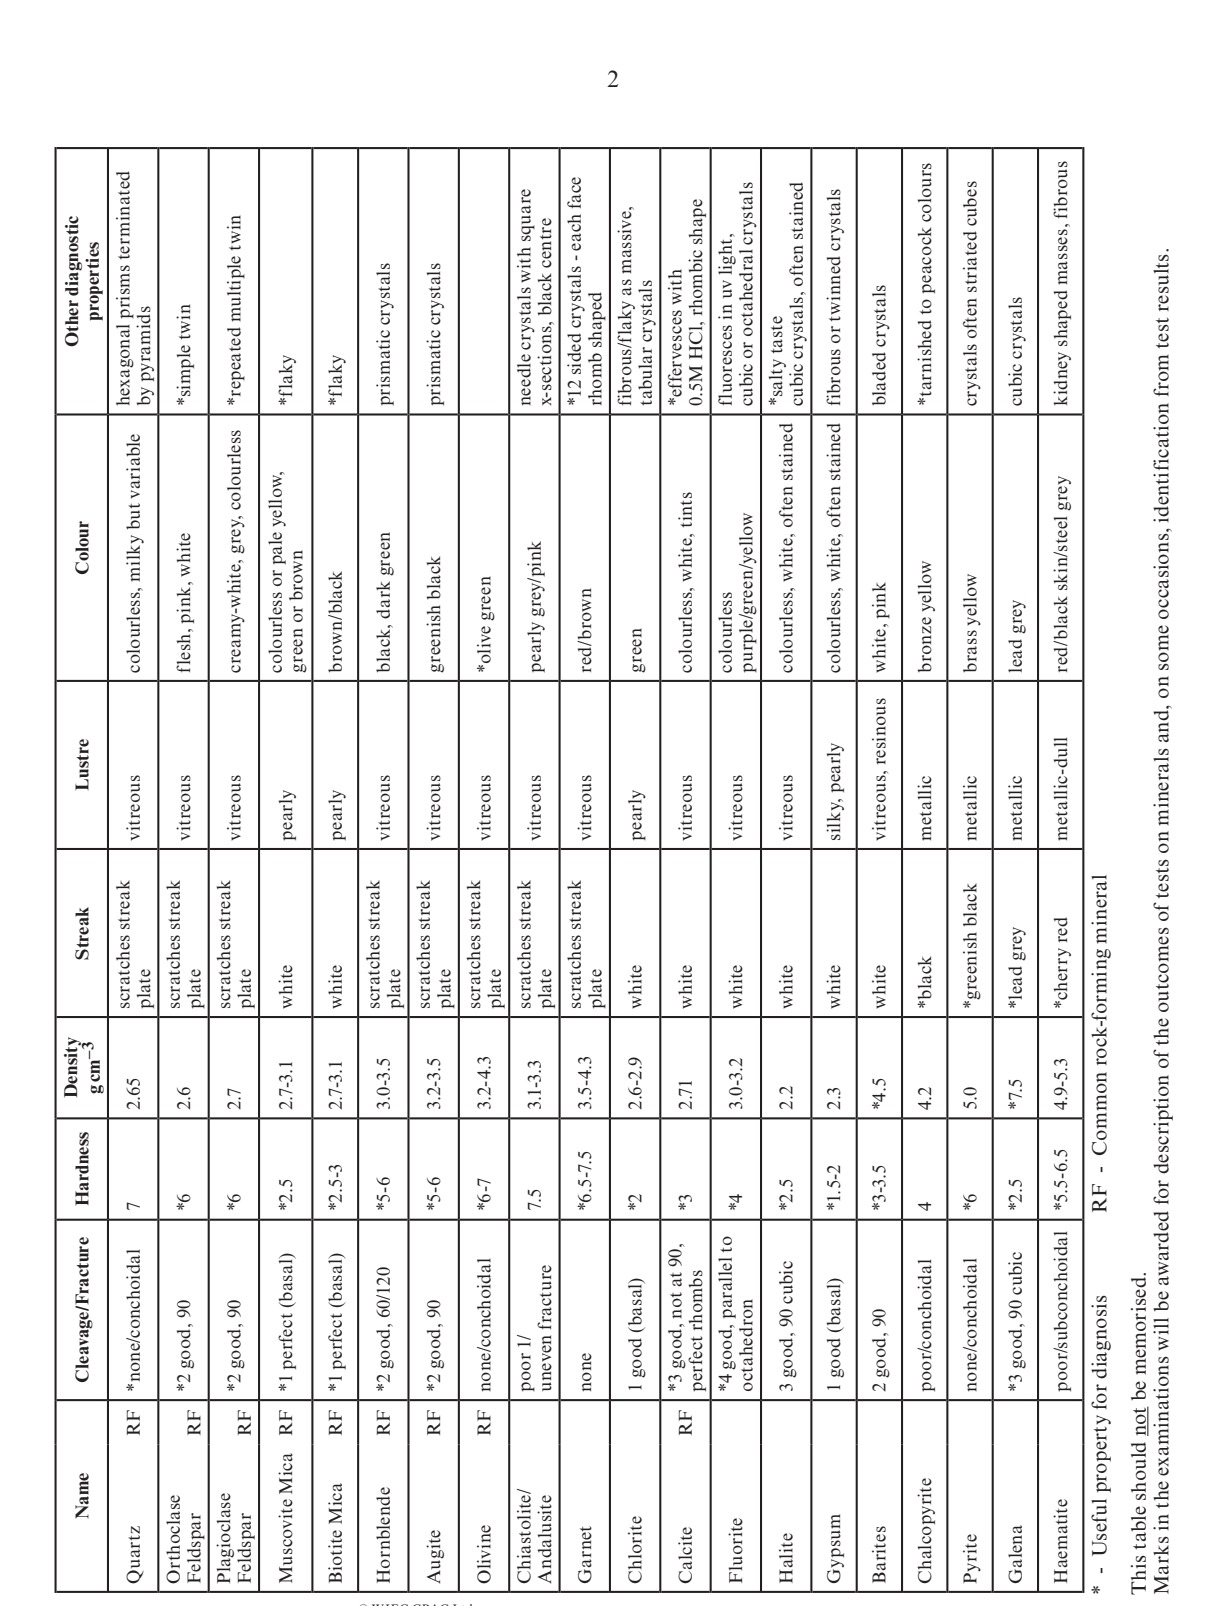 2
Name Cleavage/Fracture Hardness Density Streak Lustre Colour Other diagnostic
g cm−3 properties
Quartz RF *none/conchoidal 7 2.65 scratches streak vitreous colourless, milky but variable hexagonal prisms terminated
plate by pyramids
Orthoclase RF *2 good, 90 *6 2.6 scratches streak vitreous flesh, pink, white *simple twin
Feldspar plate
Plagioclase RF *2 good, 90 *6 2.7 scratches streak vitreous creamy-white, grey, colourless *repeated multiple twin
Feldspar plate
Muscovite Mica RF *1 perfect (basal) *2.5 2.7-3.1 white pearly colourless or pale yellow, *flaky
green or brown
Biotite Mica RF *1 perfect (basal) *2.5-3 2.7-3.1 white pearly brown/black *flaky
Hornblende RF *2 good, 60/120 *5-6 3.0-3.5 scratches streak vitreous black, dark green prismatic crystals
plate
Augite RF *2 good, 90 *5-6 3.2-3.5 scratches streak vitreous greenish black prismatic crystals
plate
Olivine RF none/conchoidal *6-7 3.2-4.3 scratches streak vitreous *olive green
plate
Chiastolite/ poor 1/ 7.5 3.1-3.3 scratches streak vitreous pearly grey/pink needle crystals with square
Andalusite uneven fracture plate x-sections, black centre
Garnet none *6.5-7.5 3.5-4.3 scratches streak vitreous red/brown *12 sided crystals - each face
plate rhomb shaped
Chlorite 1 good (basal) *2 2.6-2.9 white pearly green fibrous/flaky as massive,
tabular crystals
Calcite RF *3 good, not at 90, *3 2.71 white vitreous colourless, white, tints *effervesces with
perfect rhombs 0.5M HCl, rhombic shape
Fluorite *4 good, parallel to *4 3.0-3.2 white vitreous colourless fluoresces in uv light,
octahedron purple/green/yellow cubic or octahedral crystals
Halite 3 good, 90 cubic *2.5 2.2 white vitreous colourless, white, often stained *salty taste
cubic crystals, often stained
Gypsum 1 good (basal) *1.5-2 2.3 white silky, pearly colourless, white, often stained fibrous or twinned crystals
Barites 2 good, 90 *3-3.5 *4.5 white vitreous, resinous white, pink bladed crystals
Chalcopyrite poor/conchoidal 4 4.2 *black metallic bronze yellow *tarnished to peacock colours
Pyrite none/conchoidal *6 5.0 *greenish black metallic brass yellow crystals often striated cubes
Galena *3 good, 90 cubic *2.5 *7.5 *lead grey metallic lead grey cubic crystals
Haematite poor/subconchoidal *5.5-6.5 4.9-5.3 *cherry red metallic-dull red/black skin/steel grey kidney shaped masses, fibrous
* - Useful property for diagnosis RF - Common rock-forming mineral
This table should not be memorised.
Marks in the examinations will be awarded for description of the outcomes of tests on minerals and, on some occasions, identification from test results.